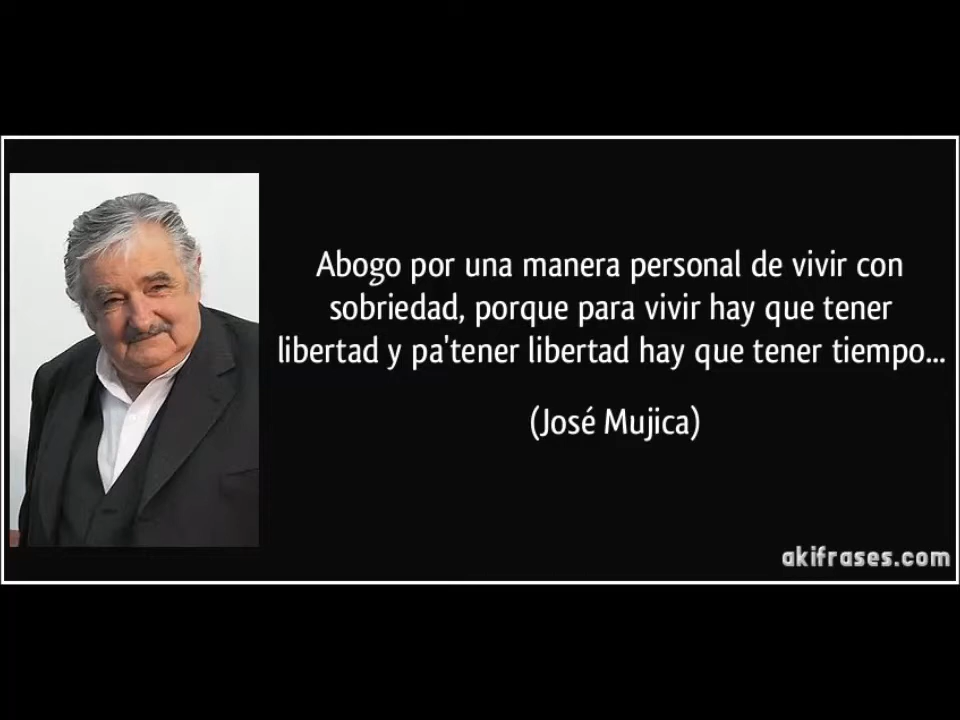 Abogo por una manera personal de vivir con
sobriedad, porque para vivir hay que tener
libertad y pa'tener libertad hay que tener tiempo...
(José Mujica)
akifrases.com